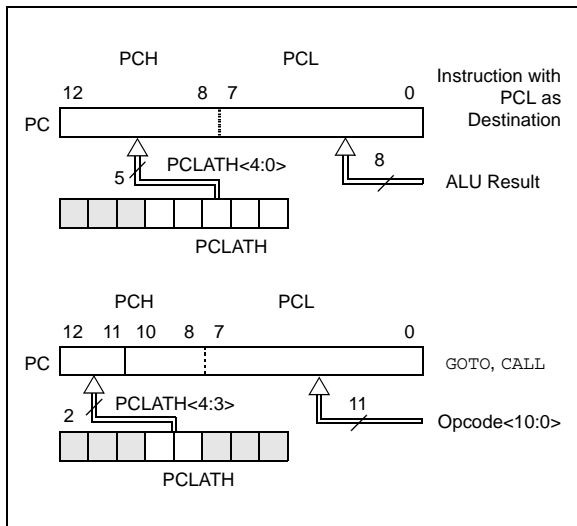 PCH PCL
12 8 7 0
Instruction with
PCL as
Destination
PC
5 PCLATH<4:0>
8
ALU Result
PCLATH
PCH PCL
12 11 10 8 7 0
PC
GOTO, CALL
2 PCLATH<4:3>
11
Opcode<10:0>
PCLATH